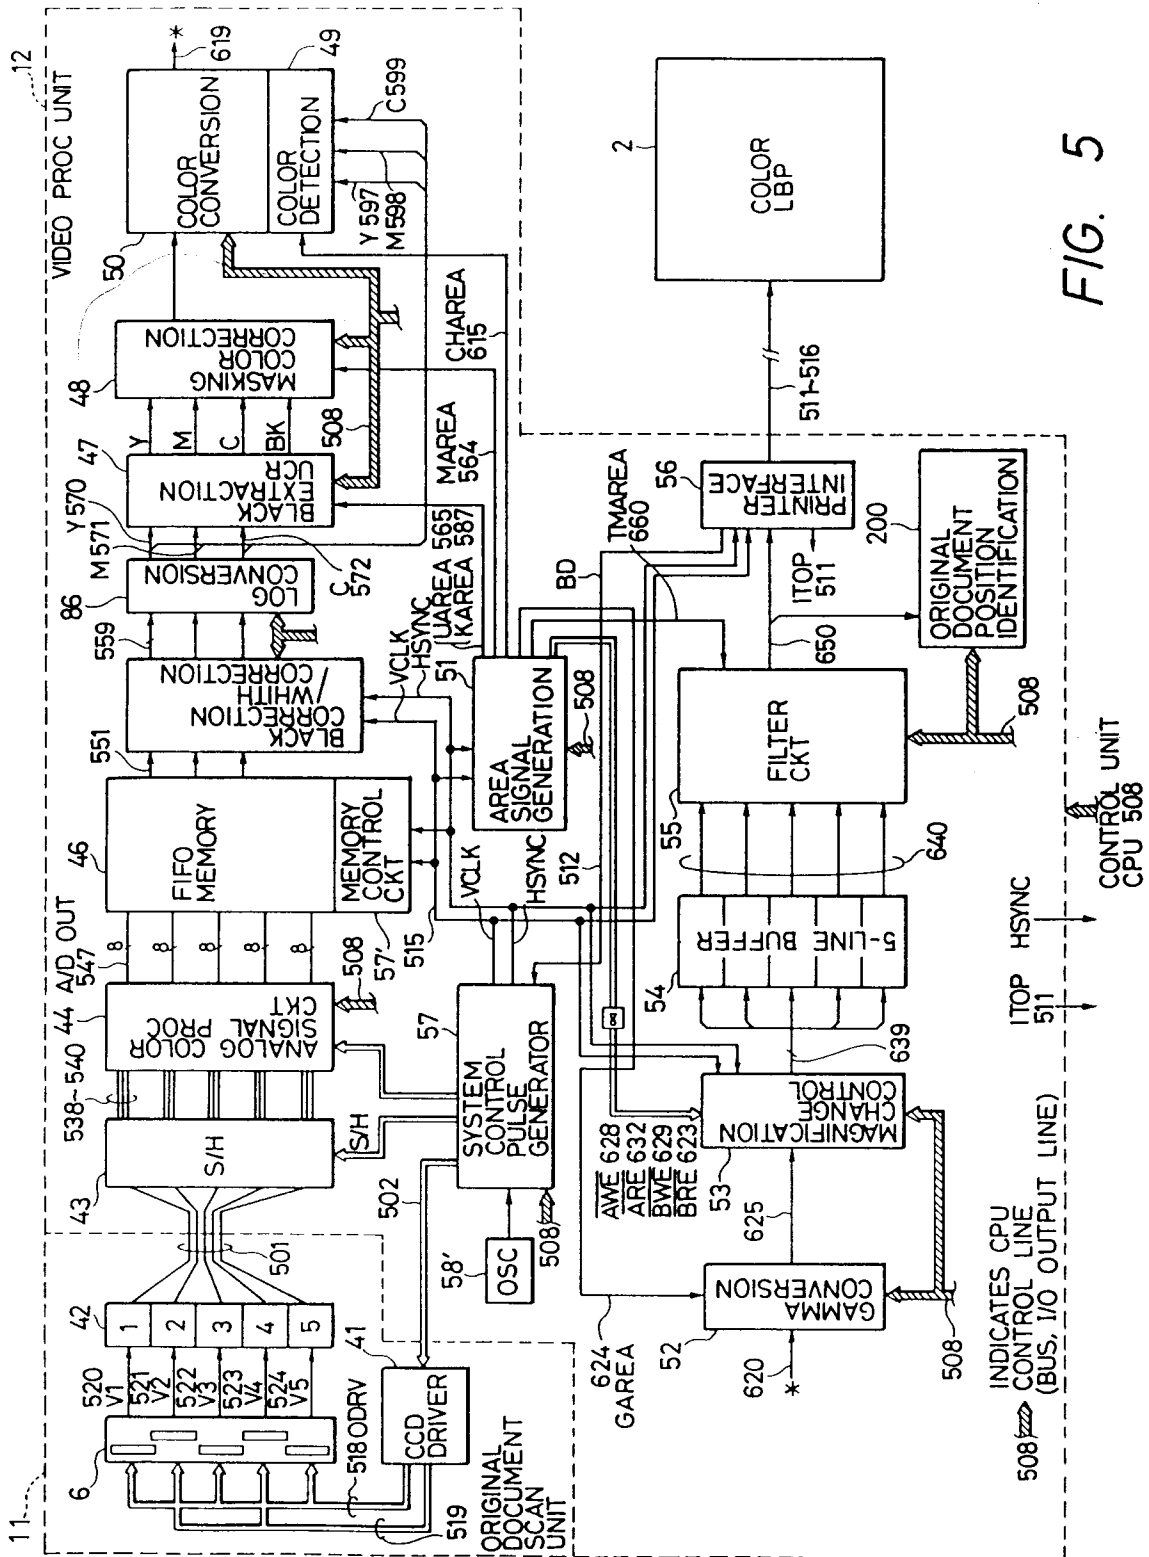 11
12
VIDEO PROC UNIT
6
520
V1
521
V2
522
V3
523
V4
524
V5
42
1
2
3
4
5
501
43
S/H
538~540
44
ANALOG COLOR
SIGNAL PROC
CKT
508
A/D OUT
547
8
8
8
8
8
46
FIFO
MEMORY
MEMORY
CONTROL
CKT
57'
551
BLACK
CORRECTION
/WHITH
CORRECTION
559
86
LOG
CONVERSION
Y 570
M 571
C
572
47
BLACK
EXTRACTION
UCR
Y
M
C
BK
508
48
MASKING
COLOR
CORRECTION
50
COLOR
CONVERSION
COLOR
DETECTION
49
*
619
Y 597
M 598
C599
518 ODRV
519
41
CCD
DRIVER
ORIGINAL
DOCUMENT
SCAN
UNIT
502
S/H
58'
OSC
508
57
SYSTEM
CONTROL
PULSE
GENERATOR
VCLK
HSYNC
515
512
VCLK
HSYNC
UAREA 565
KAREA 587
51
AREA
SIGNAL
GENERATION
508
MAREA
564
CHAREA
615
BD
TMAREA
660
624
GAREA
*
620
52
GAMMA
CONVERSION
508
625
AWE 628
ARE 632
BWE 629
BRE 623
53
MAGNIFICATION
CHANGE
CONTROL
639
54
5-LINE BUFFER
640
55
FILTER
CKT
508
650
200
ORIGINAL
DOCUMENT
POSITION
IDENTIFICATION
56
PRINTER
INTERFACE
ITOP
511
511~516
2
COLOR
LBP
508 INDICATES CPU
CONTROL LINE
(BUS, I/O OUTPUT LINE)
ITOP
511
HSYNC
CONTROL UNIT
CPU 508
FIG. 5